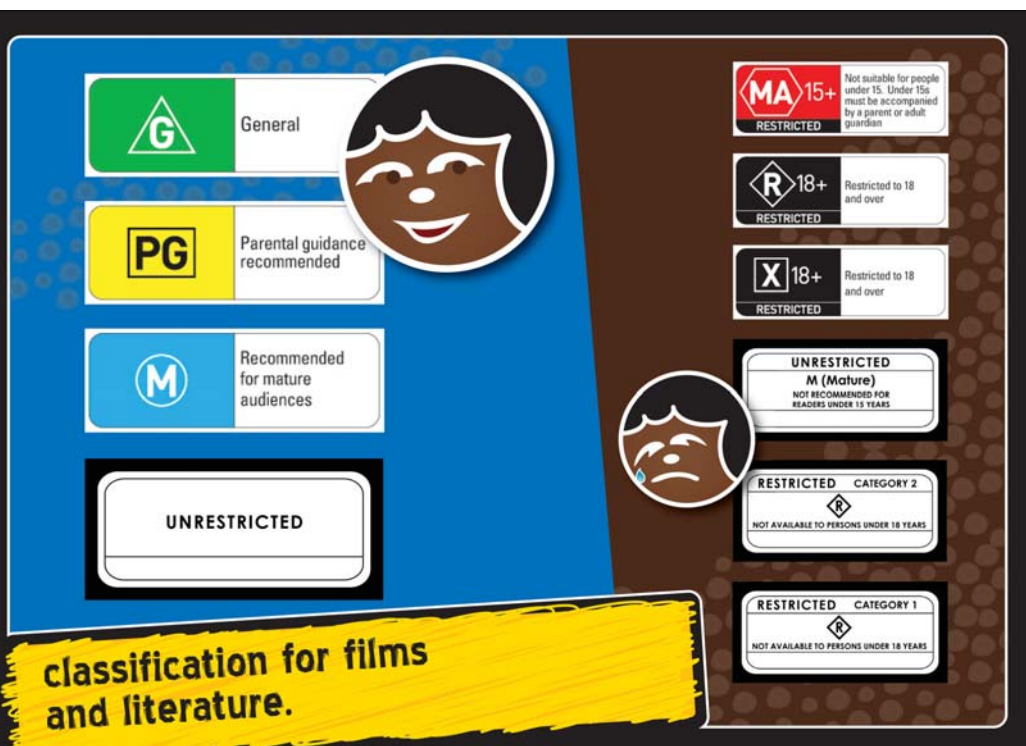 G
General
PG
Parental guidance
recommended
M
Recommended
for mature
audiences
UNRESTRICTED
MA 15+
RESTRICTED
Not suitable for people
under 15. Under 15s
must be accompanied
by a parent or adult
guardian
R 18+
RESTRICTED
Restricted to 18
and over
X 18+
RESTRICTED
Restricted to 18
and over
UNRESTRICTED
M (Mature)
NOT RECOMMENDED FOR
READERS UNDER 15 YEARS
RESTRICTED CATEGORY 2
R
NOT AVAILABLE TO PERSONS UNDER 18 YEARS
RESTRICTED CATEGORY 1
R
NOT AVAILABLE TO PERSONS UNDER 18 YEARS
classification for films
and literature.